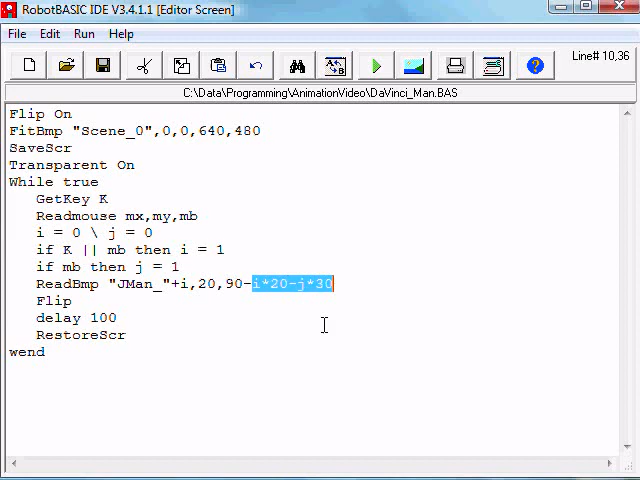 RobotBASIC IDE V3.4.1.1 [Editor Screen]
File Edit Run Help
Line# 10,36
C:\Data\Programming\AnimationVideo\DaVinci_Man.BAS
Flip On
FitBmp "Scene_0",0,0,640,480
SaveScr
Transparent On
While true
GetKey K
Readmouse mx,my,mb
i = 0 \ j = 0
if K || mb then i = 1
if mb then j = 1
ReadBmp "JMan_"+i,20,90-i*20-j*30
Flip
delay 100
RestoreScr
wend